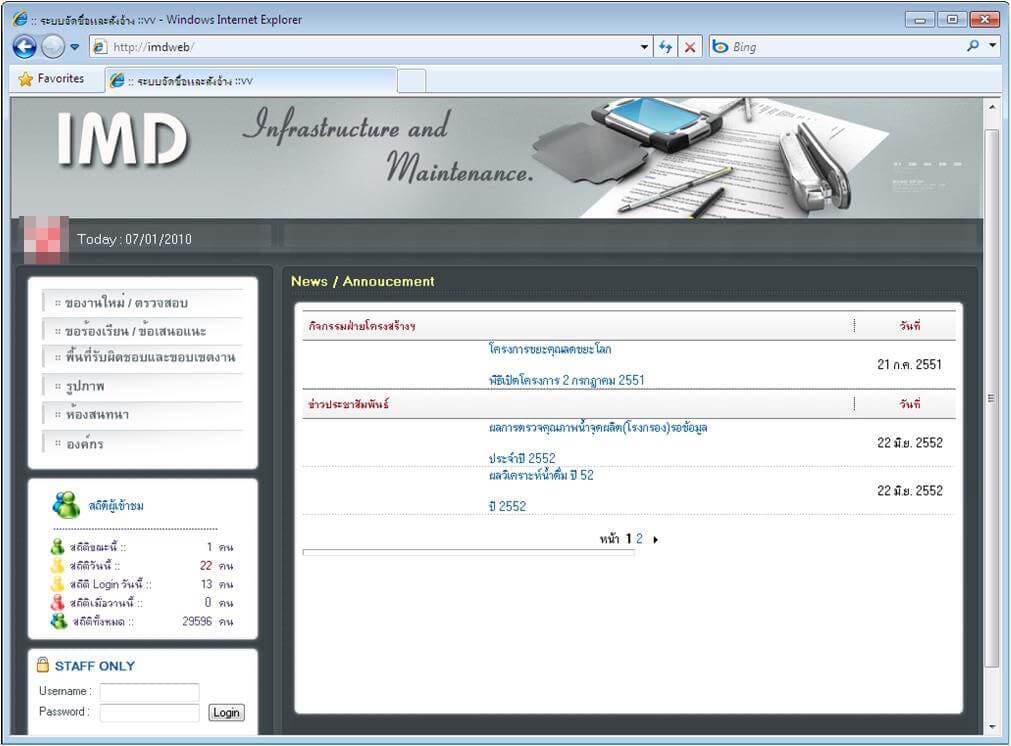 :: ระบบจัดซื้อและสั่งจ้าง ::vv - Windows Internet Explorer
http://imdweb/
Bing
Favorites
:: ระบบจัดซื้อและสั่งจ้าง ::vv
IMD
Infrastructure and
Maintenance.
Today : 07/01/2010
:: ของานใหม่ / ตรวจสอบ
:: ขอร้องเรียน / ข้อเสนอแนะ
:: พื้นที่รับผิดชอบและขอบเขตงาน
:: รูปภาพ
:: ห้องสนทนา
:: องค์กร
สถิติผู้เข้าชม
สถิติขณะนี้ :: 1 คน
สถิติวันนี้ :: 22 คน
สถิติ Login วันนี้ :: 13 คน
สถิติเมื่อวานนี้ :: 0 คน
สถิติทั้งหมด :: 29596 คน
STAFF ONLY
Username :
Password : Login
News / Annoucement
กิจกรรมฝ่ายโครงสร้างฯ วันที่
โครงการขยะคุณลดขยะโลก
พิธีเปิดโครงการ 2 กรกฎาคม 2551 21 ก.ค. 2551
ข่าวประชาสัมพันธ์ วันที่
ผลการตรวจคุณภาพน้ำจุดผลิต(โรงกรอง)รอข้อมูล
ประจำปี 2552 22 มิ.ย. 2552
ผลวิเคราะห์น้ำดื่ม ปี 52
ปี 2552 22 มิ.ย. 2552
หน้า 1 2